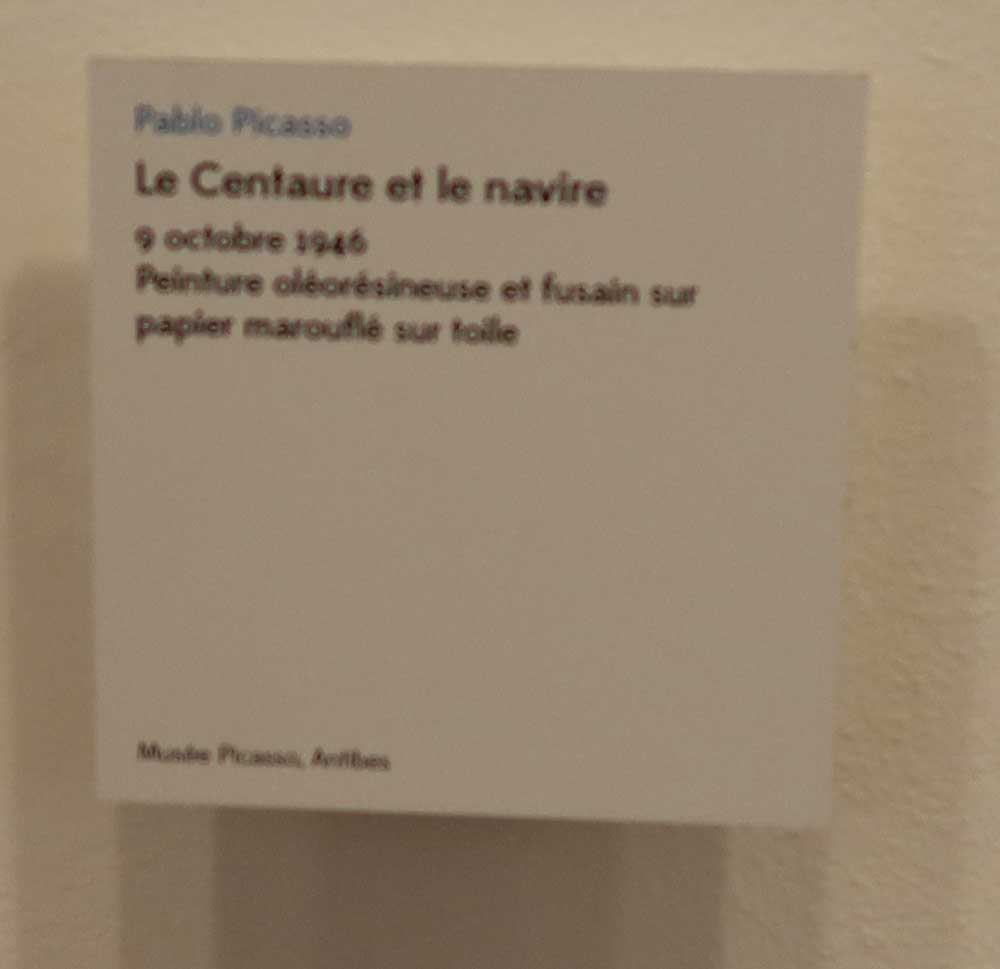 Pablo Picasso
Le Centaure et le navire
9 octobre 1946
Peinture oléorésineuse et fusain sur
papier marouflé sur toile
Musée Picasso, Antibes